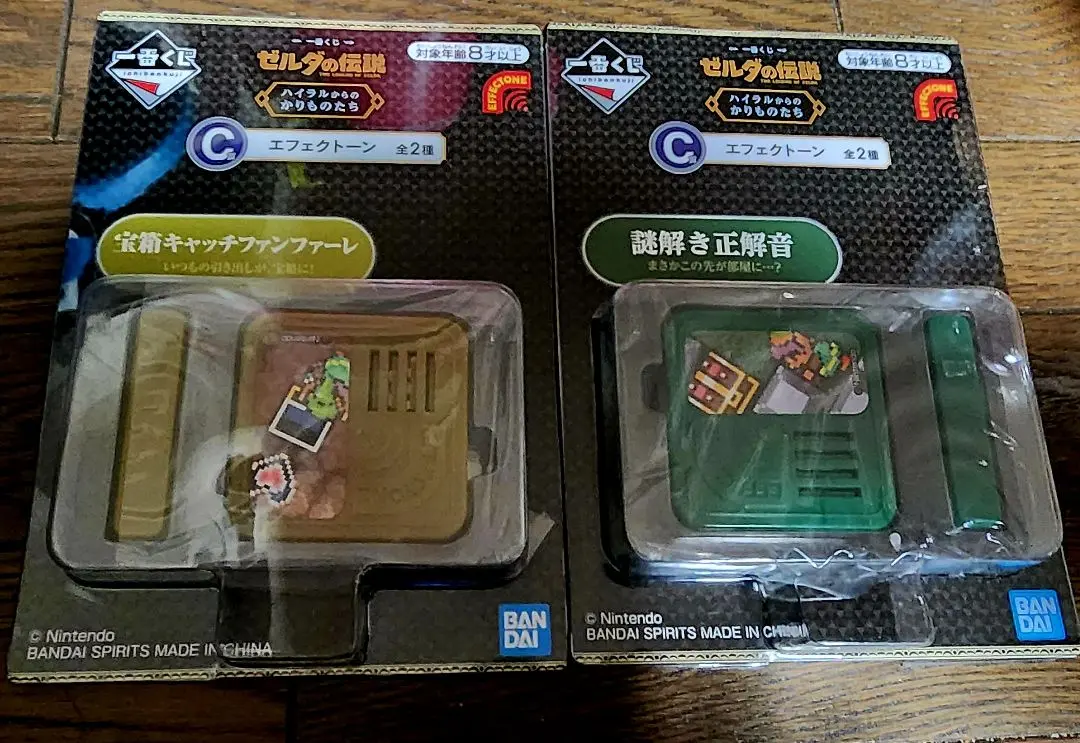 一番くじ
ichibankuji
一番くじ
ゼルダの伝説
THE LEGEND OF ZELDA
ハイラルからの
かりものたち
対象年齢8才以上
EFFECTONE
C賞
エフェクトーン 全2種
宝箱キャッチファンファーレ
いつもの引き出しが、宝箱に!
© Nintendo
BANDAI SPIRITS MADE IN CHINA
BAN
DAI
一番くじ
ichibankuji
一番くじ
ゼルダの伝説
THE LEGEND OF ZELDA
ハイラルからの
かりものたち
対象年齢8才以上
EFFECTONE
C賞
エフェクトーン 全2種
謎解き正解音
まさかこの先が部屋に…?
© Nintendo
BANDAI SPIRITS MADE IN CHINA
BAN
DAI